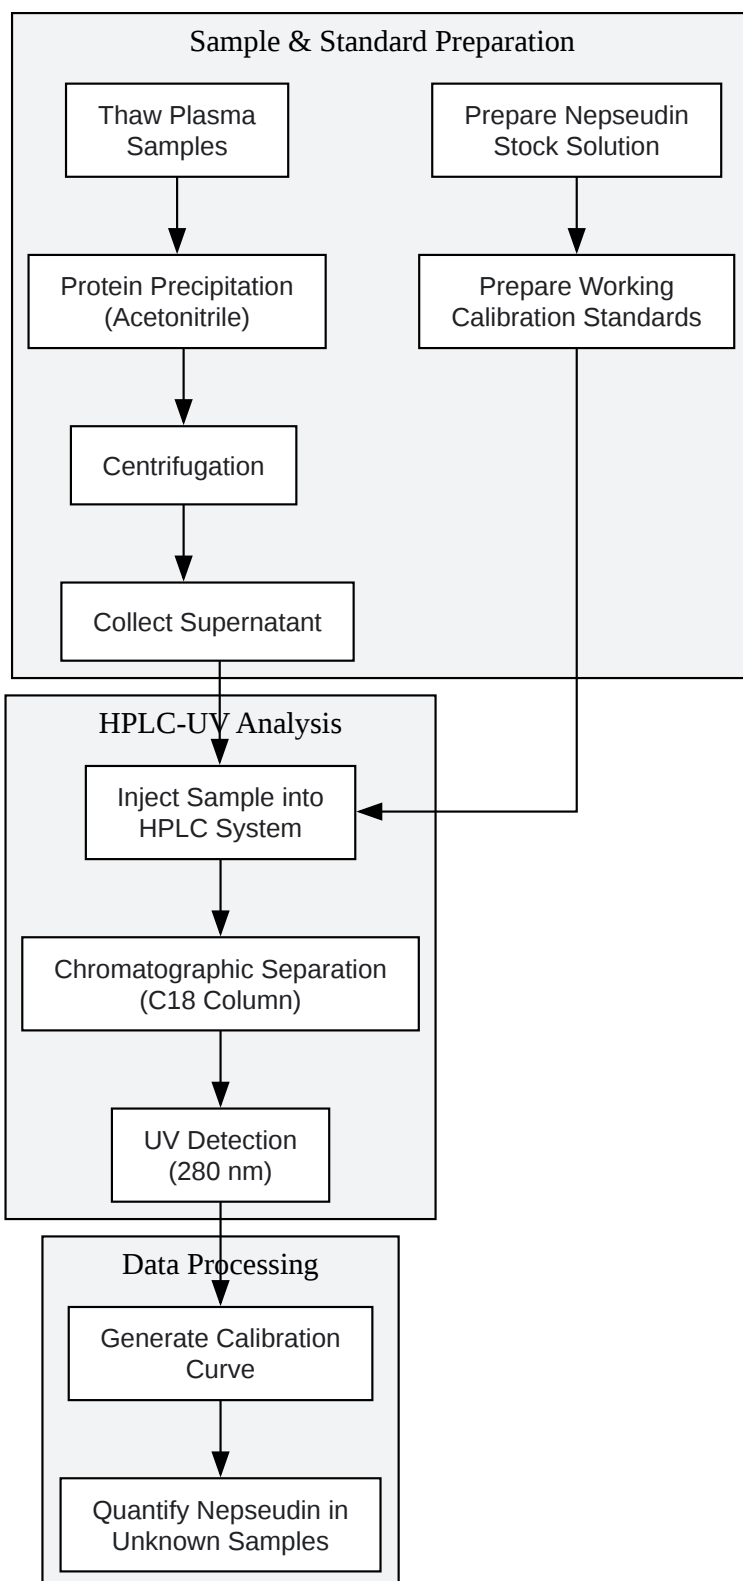 Sample & Standard Preparation
Thaw Plasma
Samples
Prepare Nepseudin
Stock Solution
Protein Precipitation
(Acetonitrile)
Prepare Working
Calibration Standards
Centrifugation
Collect Supernatant
HPLC-UV Analysis
Inject Sample into
HPLC System
Chromatographic Separation
(C18 Column)
UV Detection
(280 nm)
Data Processing
Generate Calibration
Curve
Quantify Nepseudin in
Unknown Samples